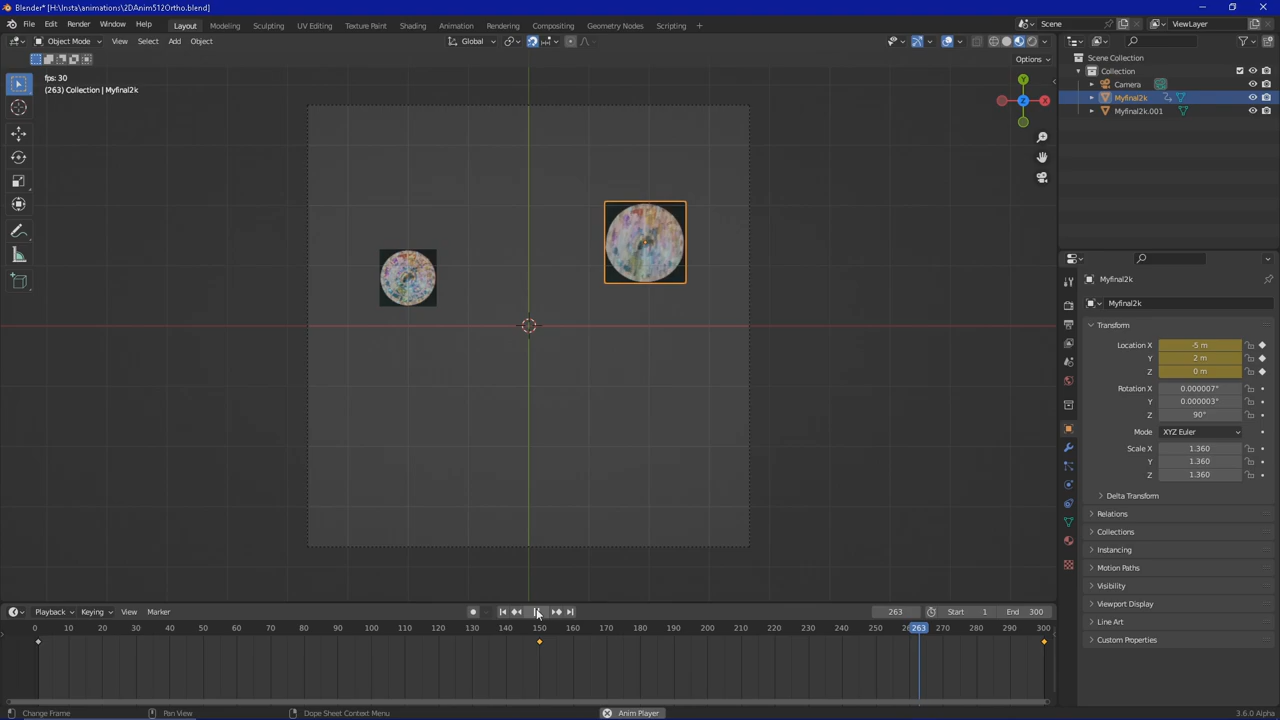 Blender* [H:\Insta\animations\2DAnim512Ortho.blend]
File Edit Render Window Help Layout Modeling Sculpting UV Editing Texture Paint Shading Animation Rendering Compositing Geometry Nodes Scripting + Scene ViewLayer
Object Mode View Select Add Object Global
Options
fps: 30
(263) Collection | Myfinal2k
Y
Z X
Scene Collection
Collection
Camera
Myfinal2k
Myfinal2k.001
Myfinal2k
Myfinal2k
Transform
Location X -5 m
Y 2 m
Z 0 m
Rotation X 0.000007°
Y 0.000003°
Z 90°
Mode XYZ Euler
Scale X 1.360
Y 1.360
Z 1.360
Delta Transform
Relations
Collections
Instancing
Motion Paths
Visibility
Viewport Display
Line Art
Custom Properties
Playback Keying View Marker 263 Start 1 End 300
0 10 20 30 40 50 60 70 80 90 100 110 120 130 140 150 160 170 180 190 200 210 220 230 240 250 263 270 280 290 300
Change Frame Pan View Dope Sheet Context Menu Anim Player 3.6.0 Alpha